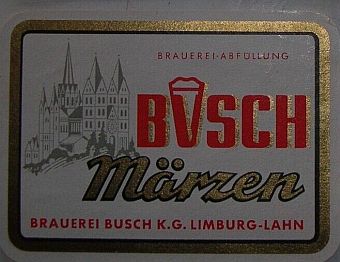 BRAUEREI-ABFÜLLUNG
BUSCH
Märzen
BRAUEREI BUSCH K.G. LIMBURG-LAHN